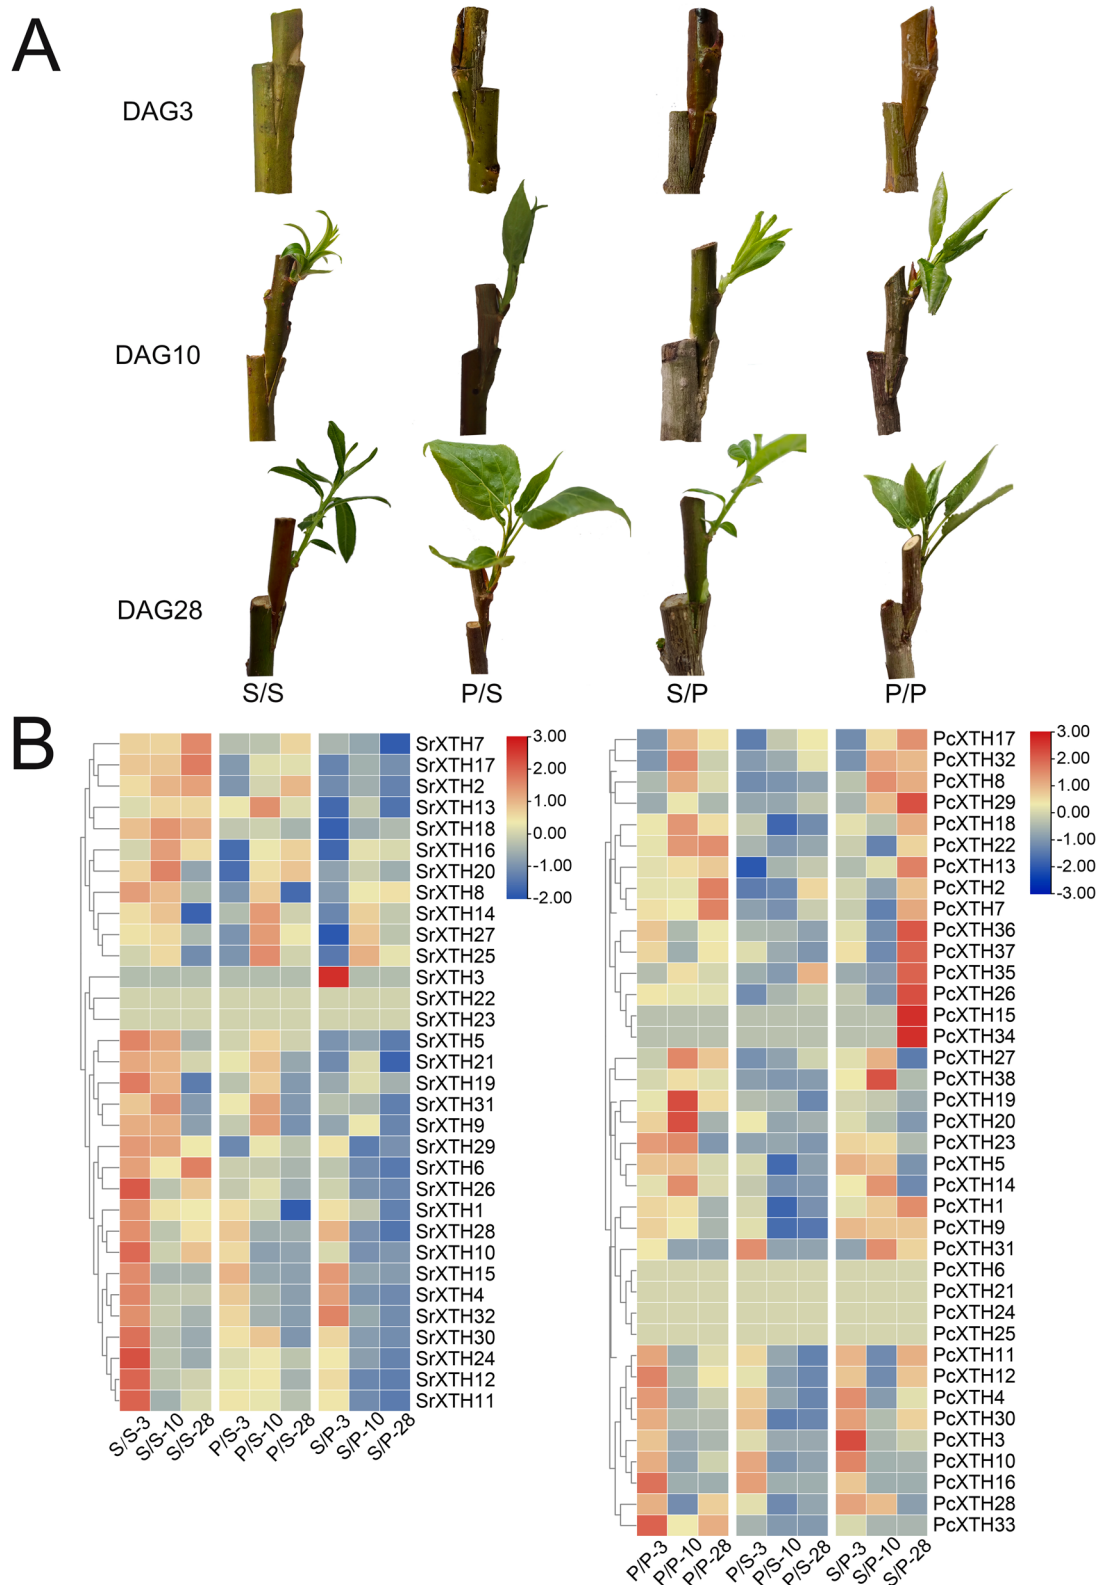 A
DAG3
DAG10
DAG28
S/S P/S S/P P/P
B
SrXTH7
SrXTH17
SrXTH2
SrXTH13
SrXTH18
SrXTH16
SrXTH20
SrXTH8
SrXTH14
SrXTH27
SrXTH25
SrXTH3
SrXTH22
SrXTH23
SrXTH5
SrXTH21
SrXTH19
SrXTH31
SrXTH9
SrXTH29
SrXTH6
SrXTH26
SrXTH1
SrXTH28
SrXTH10
SrXTH15
SrXTH4
SrXTH32
SrXTH30
SrXTH24
SrXTH12
SrXTH11
3.00
2.00
1.00
0.00
-1.00
-2.00
S/S-3 S/S-10 S/S-28 P/S-3 P/S-10 P/S-28 S/P-3 S/P-10 S/P-28
PcXTH17
PcXTH32
PcXTH8
PcXTH29
PcXTH18
PcXTH22
PcXTH13
PcXTH2
PcXTH7
PcXTH36
PcXTH37
PcXTH35
PcXTH26
PcXTH15
PcXTH34
PcXTH27
PcXTH38
PcXTH19
PcXTH20
PcXTH23
PcXTH5
PcXTH14
PcXTH1
PcXTH9
PcXTH31
PcXTH6
PcXTH21
PcXTH24
PcXTH25
PcXTH11
PcXTH12
PcXTH4
PcXTH30
PcXTH3
PcXTH10
PcXTH16
PcXTH28
PcXTH33
3.00
2.00
1.00
0.00
-1.00
-2.00
-3.00
P/P-3 P/P-10 P/P-28 P/S-3 P/S-10 P/S-28 S/P-3 S/P-10 S/P-28